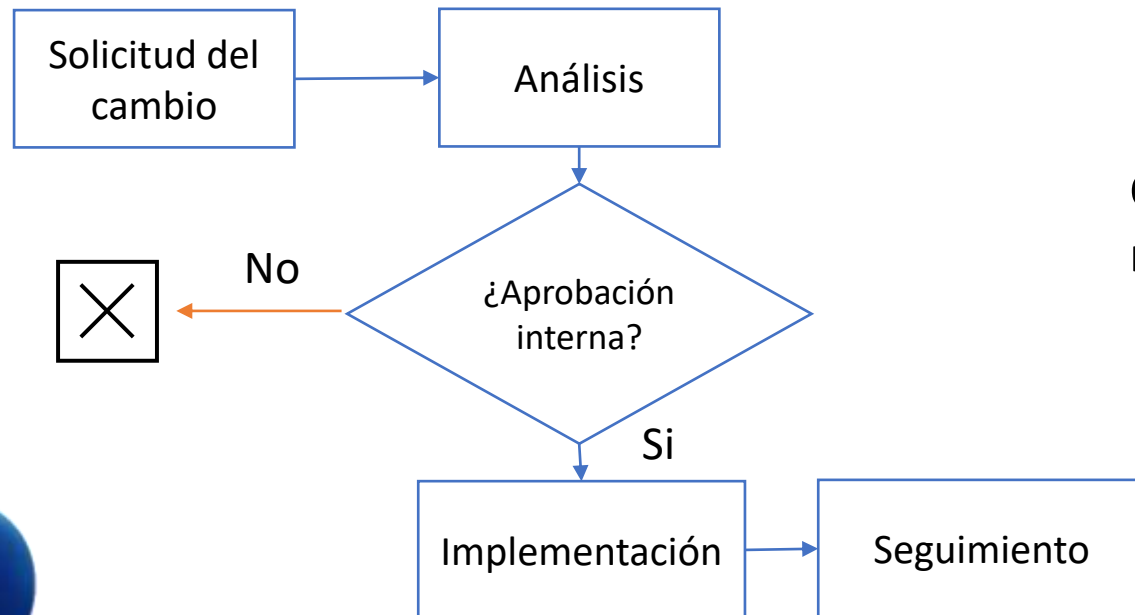 Solicitud del
cambio
Análisis
No
¿Aprobación
interna?
Si
Implementación
Seguimiento